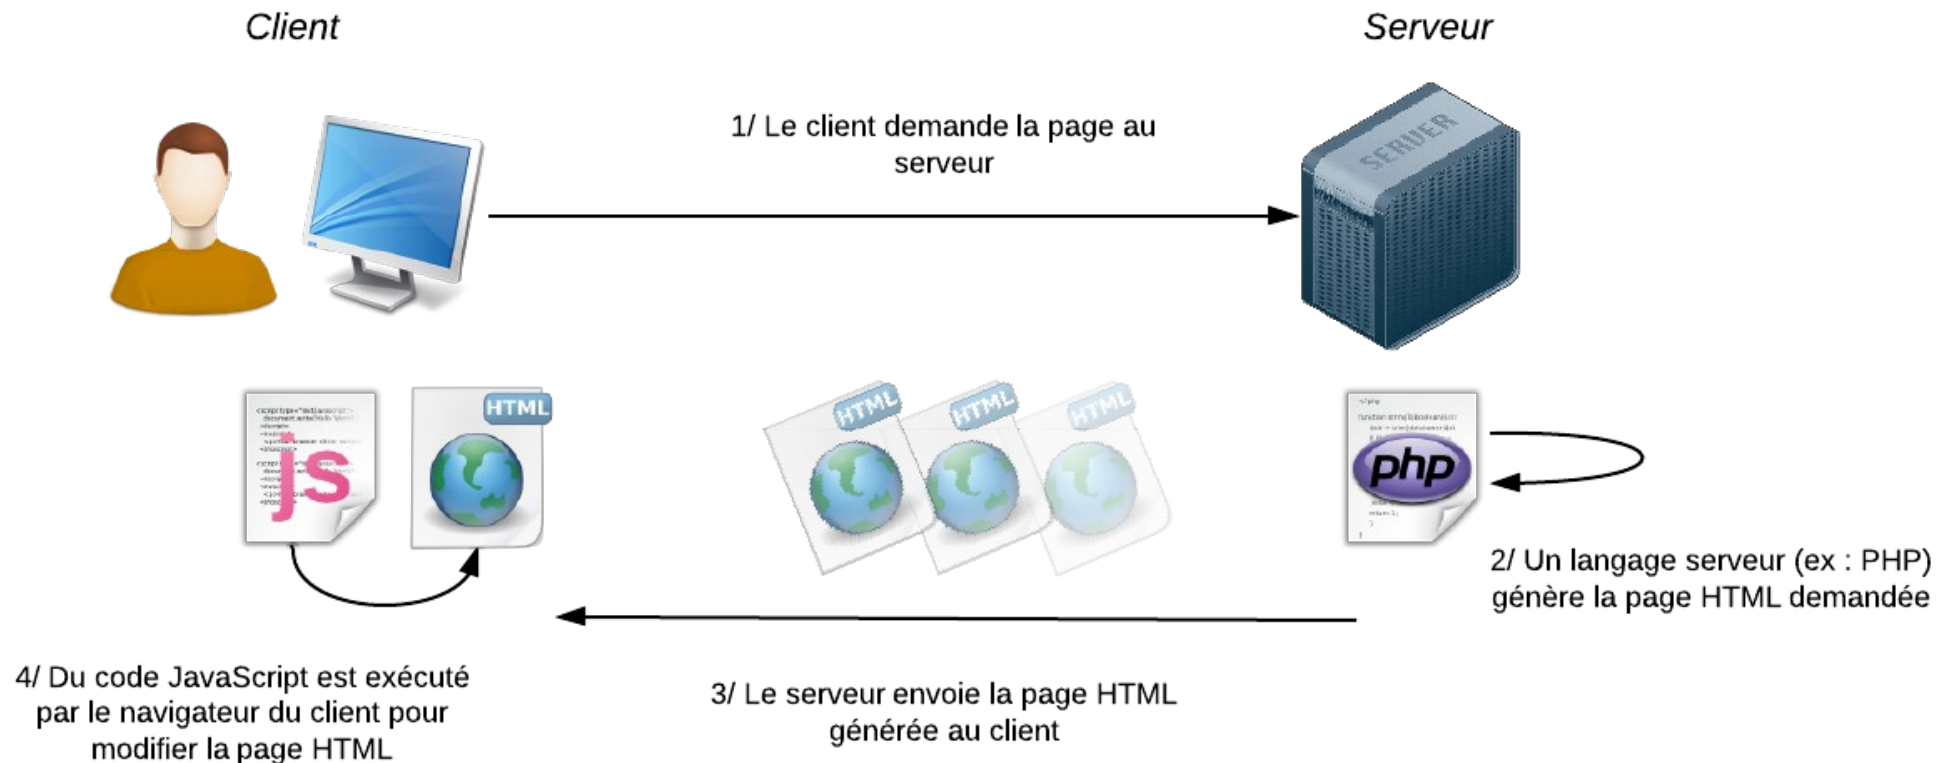 Client
Serveur
1/ Le client demande la page au
serveur
SERVER
js
HTML
HTML
HTML
HTML
php
2/ Un langage serveur (ex : PHP)
génère la page HTML demandée
4/ Du code JavaScript est exécuté
par le navigateur du client pour
modifier la page HTML
3/ Le serveur envoie la page HTML
générée au client